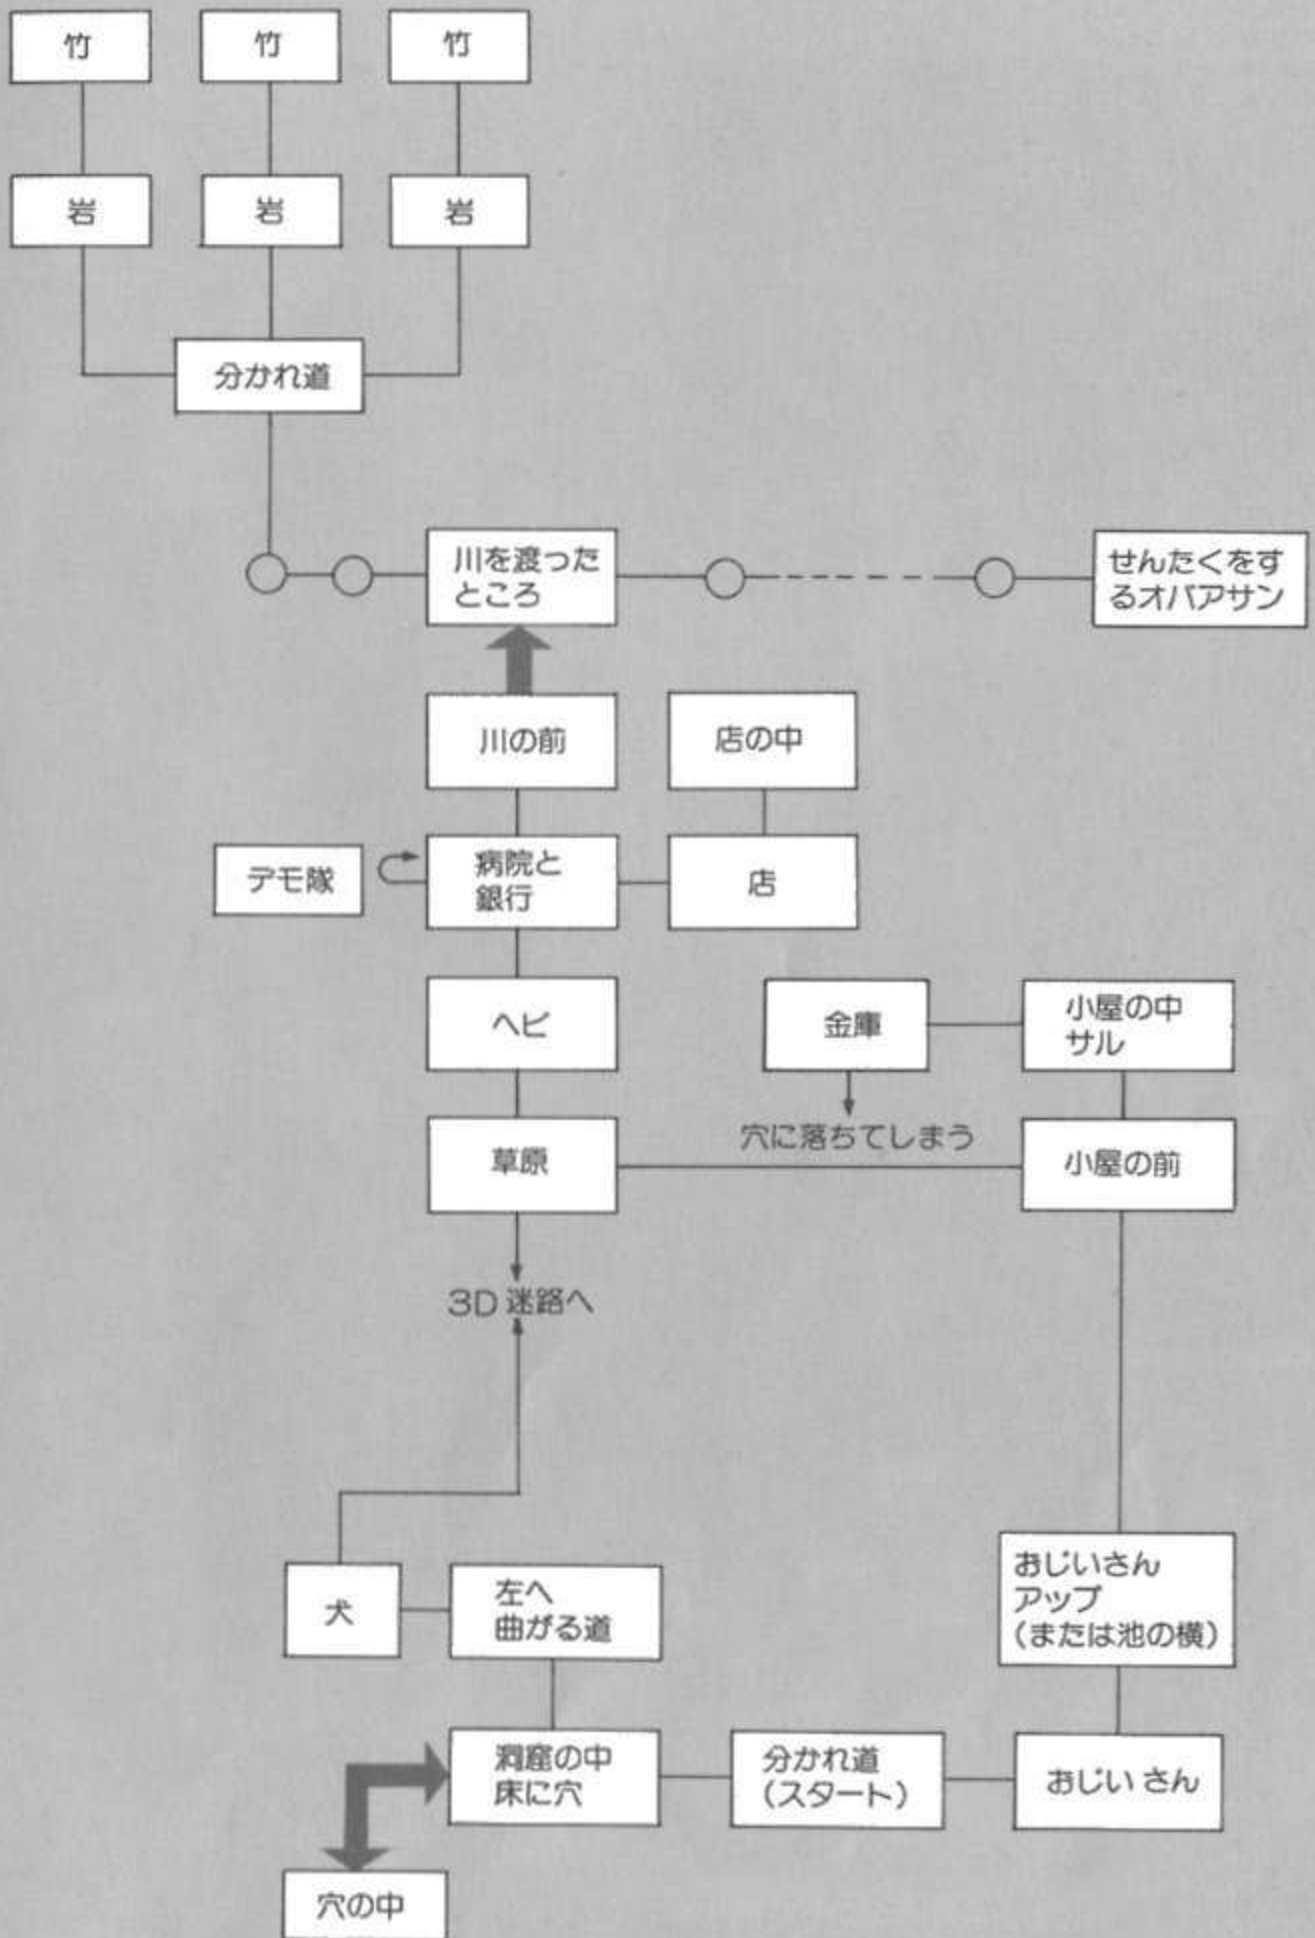 竹
竹
竹
岩
岩
岩
分かれ道
川を渡った
ところ
せんたくをす
るオバアサン
川の前
店の中
デモ隊
病院と
銀行
店
ヘビ
金庫
小屋の中
サル
穴に落ちてしまう
草原
小屋の前
3D 迷路へ
犬
左へ
曲がる道
おじいさん
アップ
(または池の横)
洞窟の中
床に穴
分かれ道
(スタート)
おじい さん
穴の中